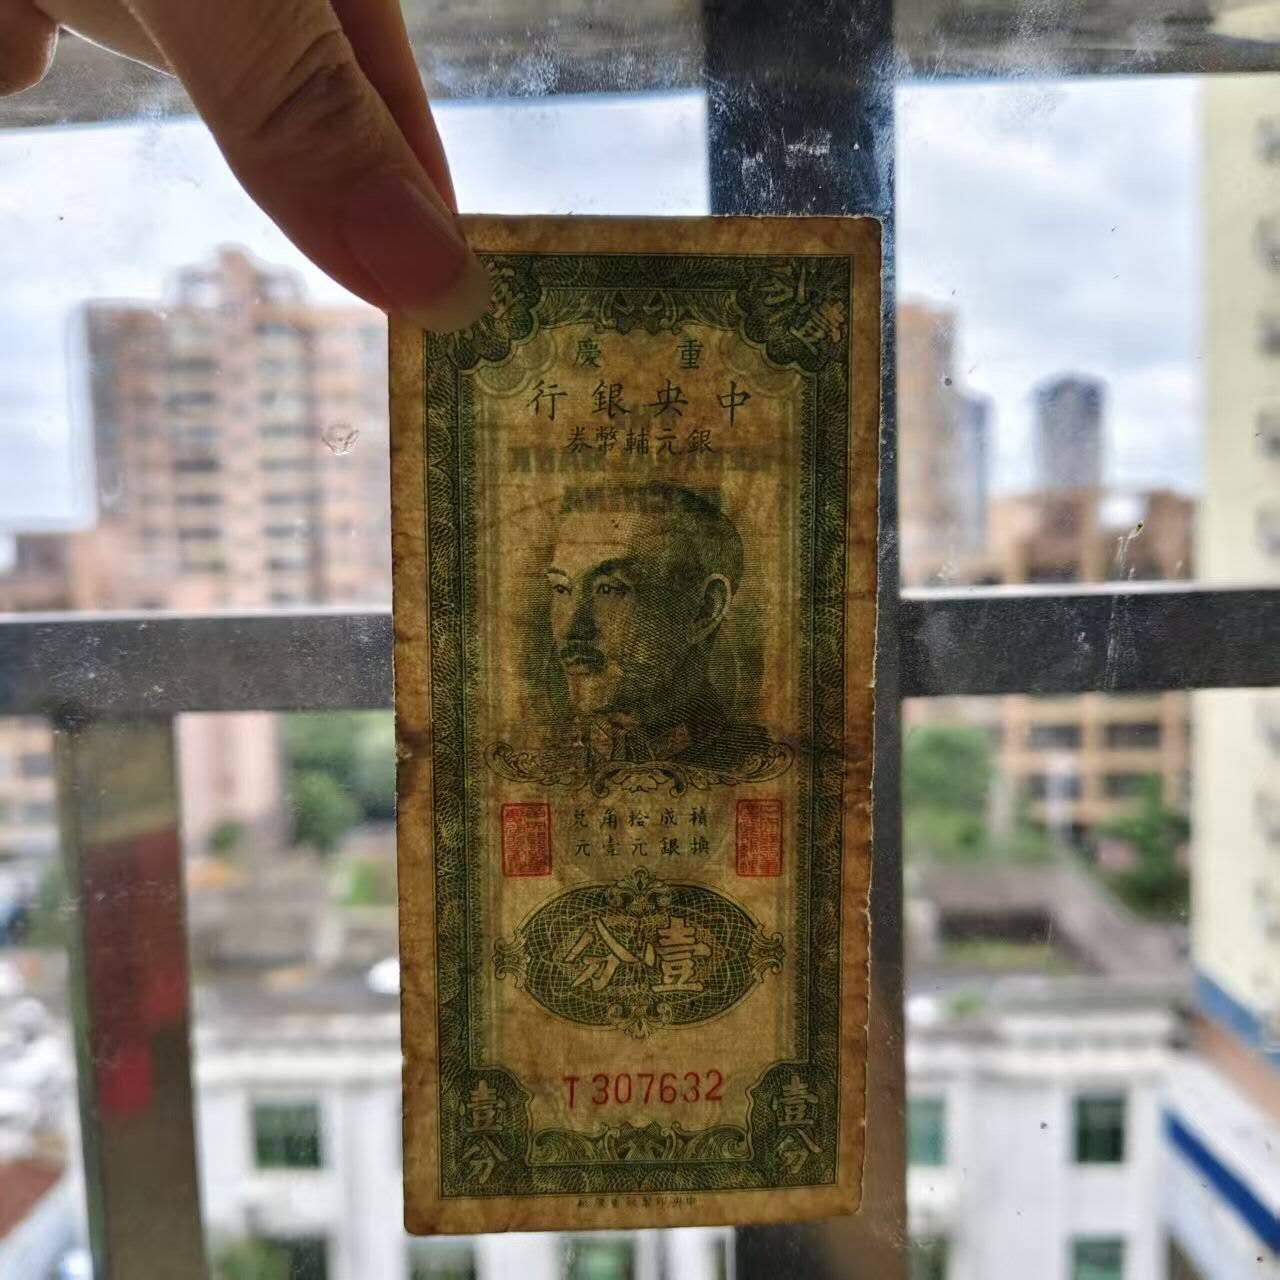 壹分
重慶
中央銀行
銀元輔幣券
積成拾角兌
換銀元壹元
壹分
T307632
壹分
壹分